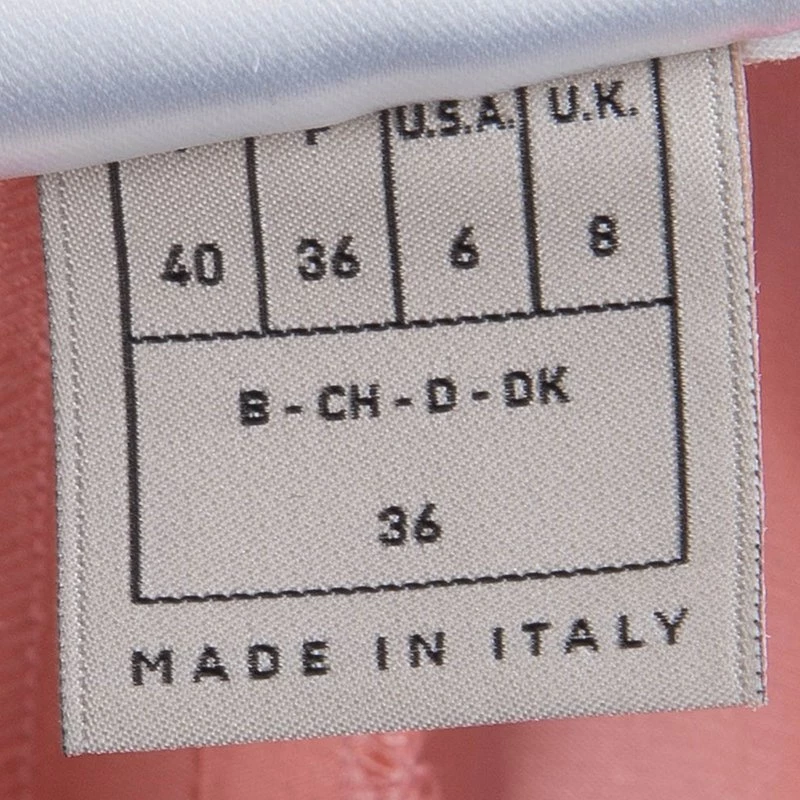 U.S.A. U.K.
40 36 6 8
B - CH - D - DK
36
MADE IN ITALY